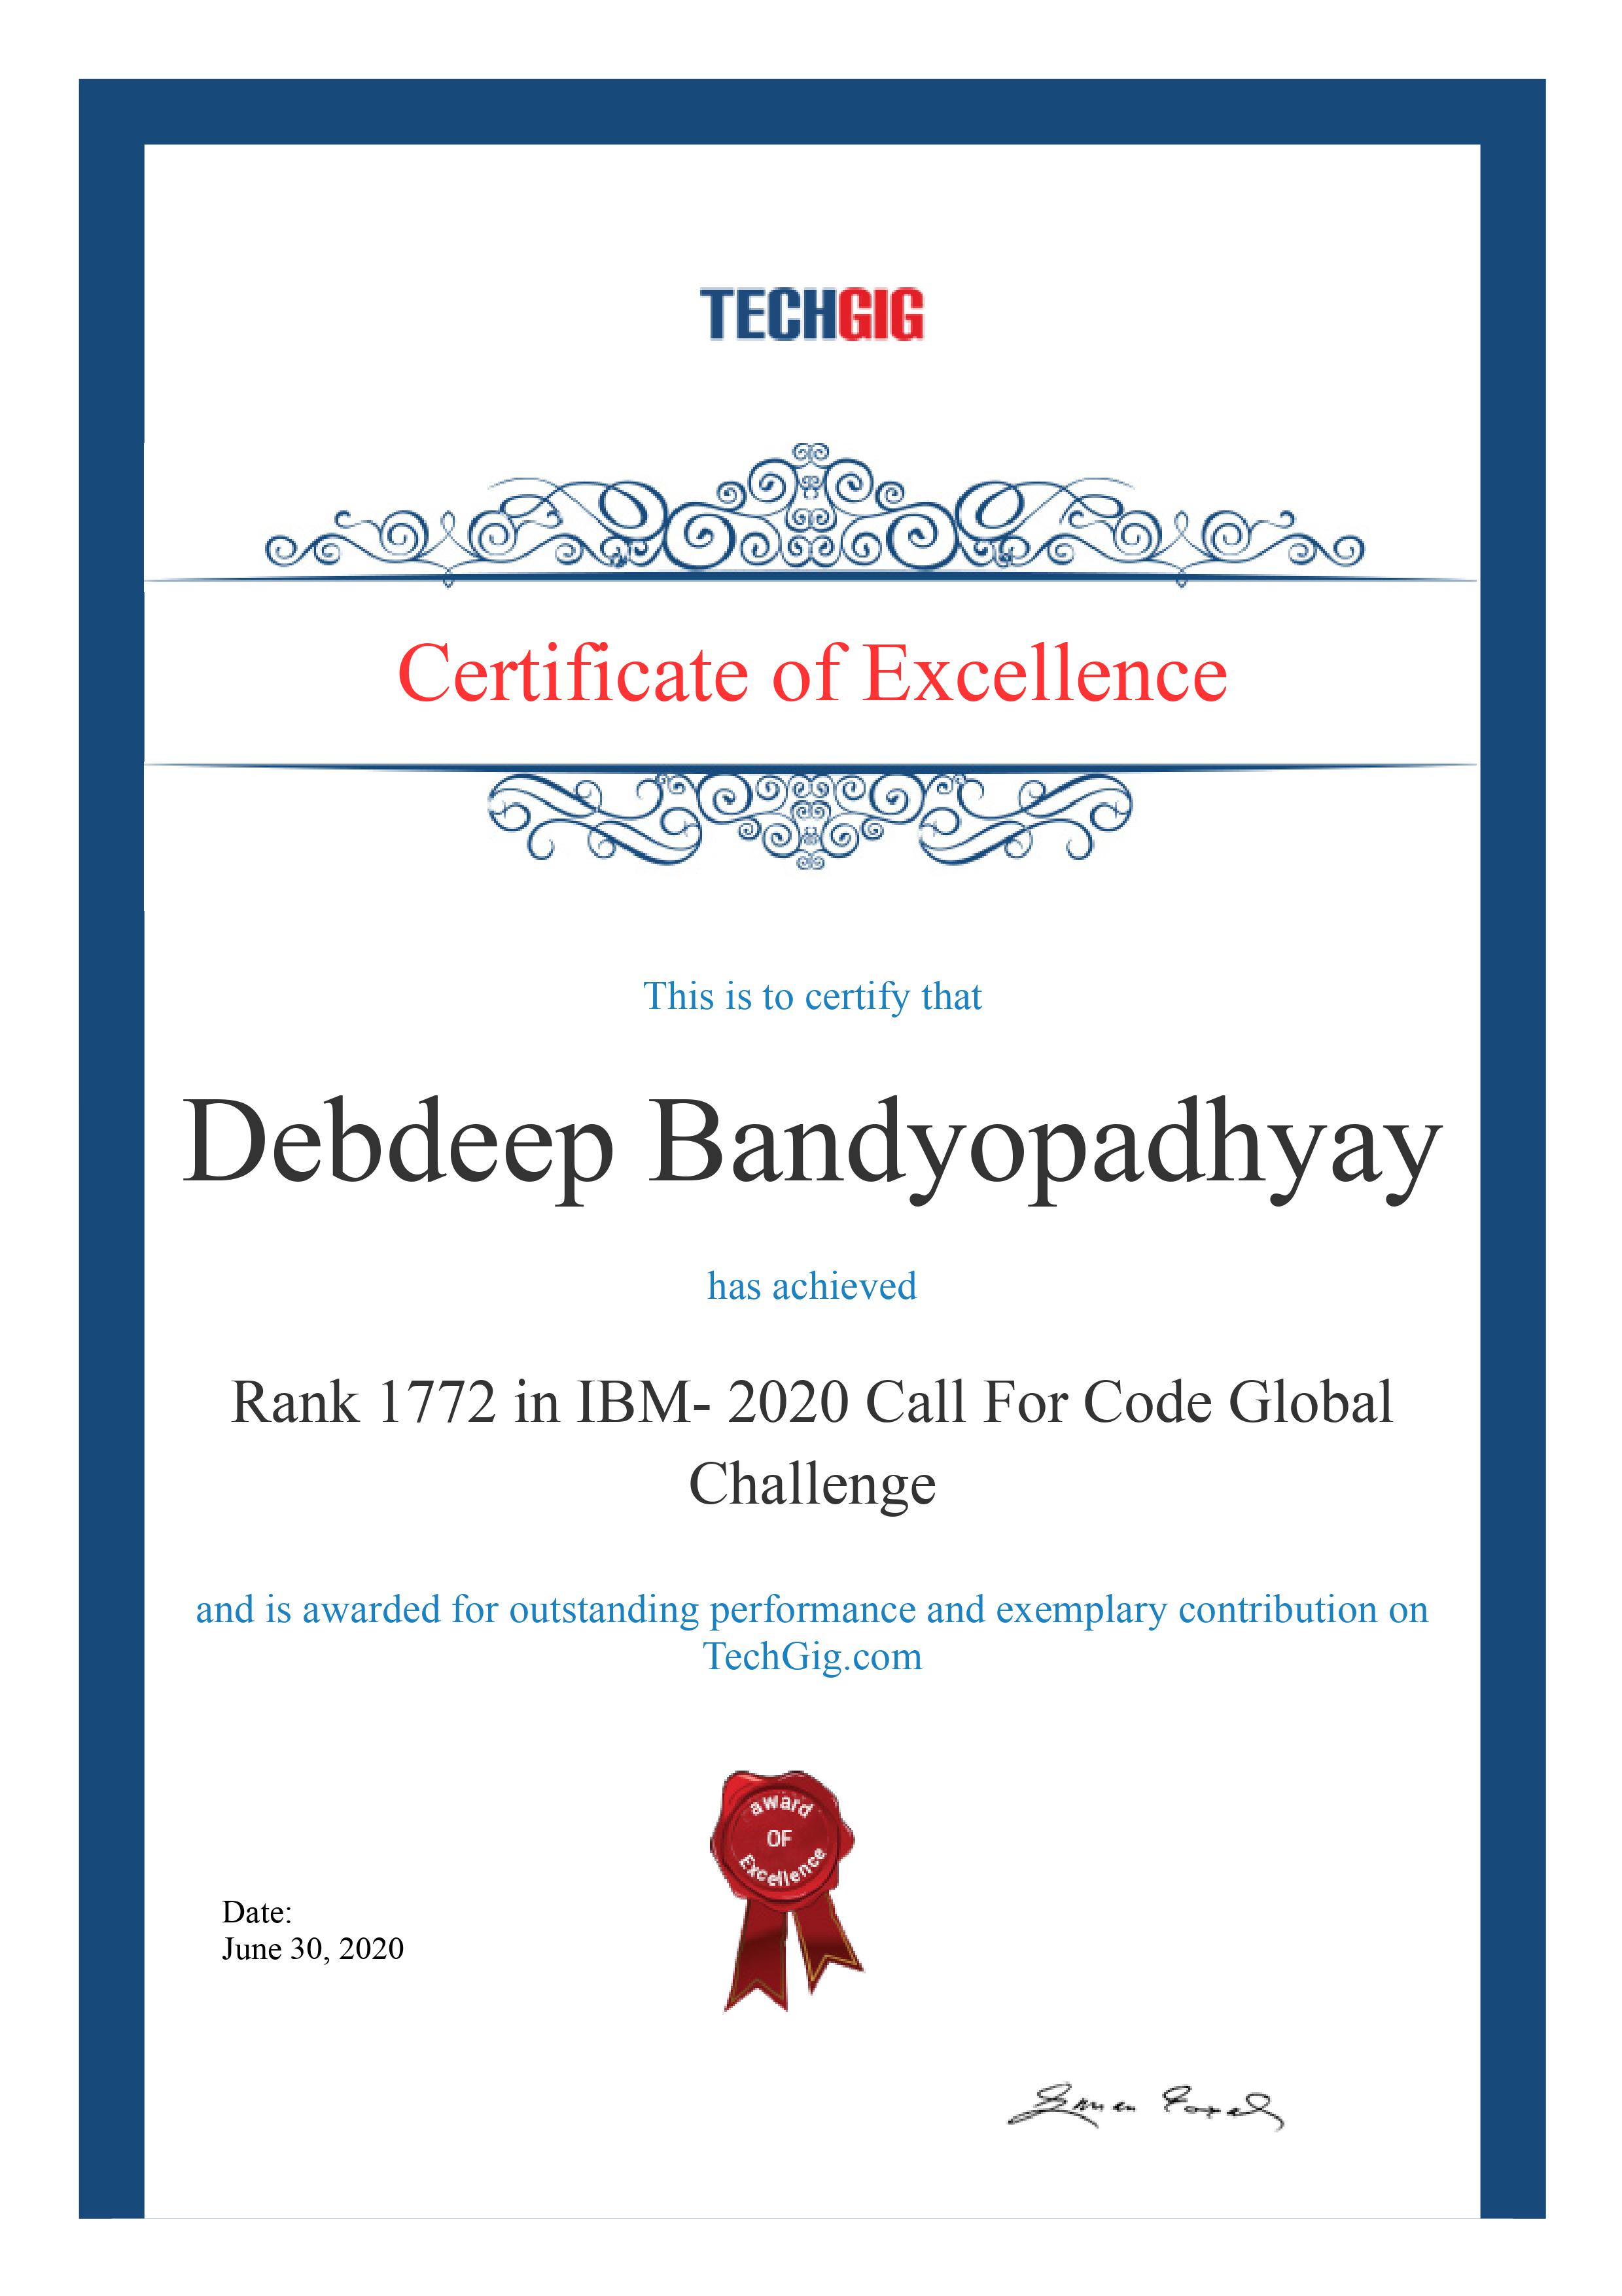 TECHGIG
Certificate of Excellence
This is to certify that
Debdeep Bandyopadhyay
has achieved
Rank 1772 in IBM- 2020 Call For Code Global
Challenge
and is awarded for outstanding performance and exemplary contribution on
TechGig.com
award
OF
Excellence
Date:
June 30, 2020